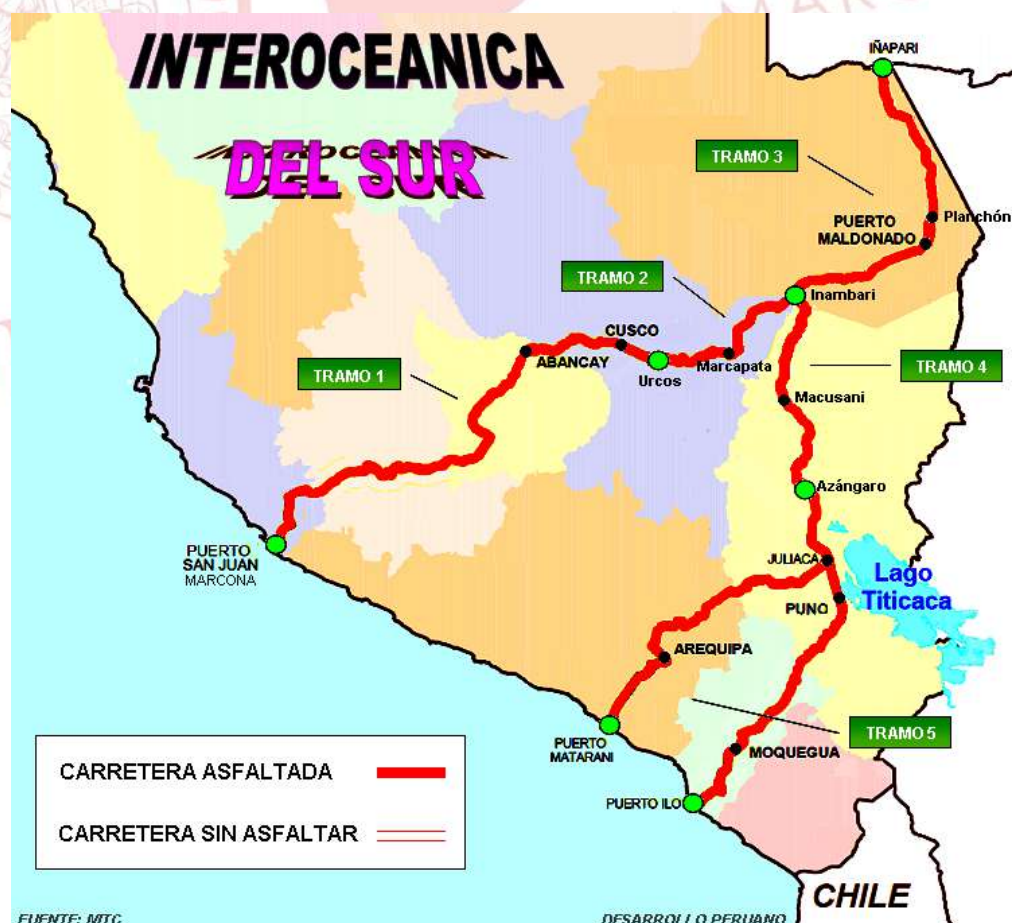 INTEROCEANICA
DEL SUR
IÑAPARI
TRAMO 3
Planchón
PUERTO
MALDONADO
TRAMO 2
Inambari
CUSCO
ABANCAY
Urcos
Marcapata
TRAMO 1
TRAMO 4
Macusani
Azángaro
PUERTO
SAN JUAN
MARCONA
JULIACA
Lago
Titicaca
PUNO
AREQUIPA
PUERTO
MATARANI
TRAMO 5
MOQUEGUA
PUERTO ILO
CARRETERA ASFALTADA
CARRETERA SIN ASFALTAR
CHILE
FUENTE: MTC
DESARROLLO PERUANO